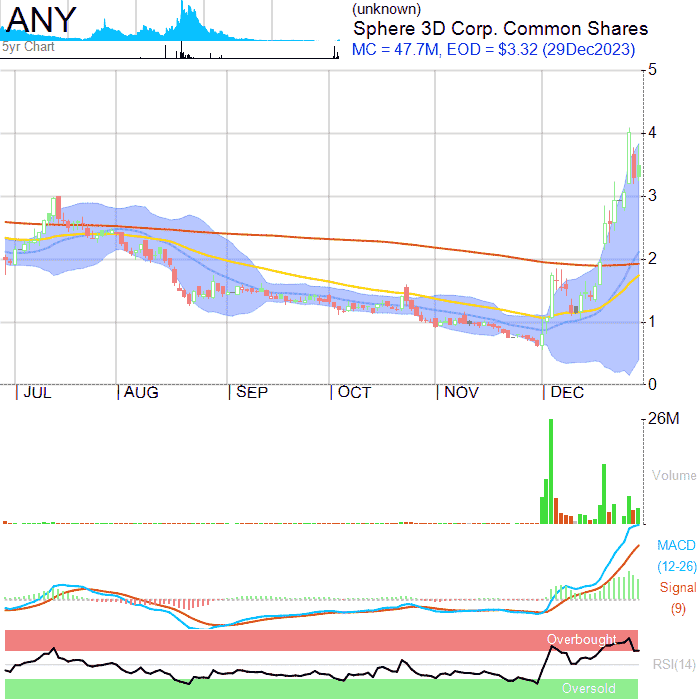 ANY
5yr Chart
(unknown)
Sphere 3D Corp. Common Shares
MC = 47.7M, EOD = $3.32 (29Dec2023)
5
4
3
2
1
0
JUL AUG SEP OCT NOV DEC
26M
Volume
MACD
(12-26)
Signal
(9)
Overbought
RSI(14)
Oversold